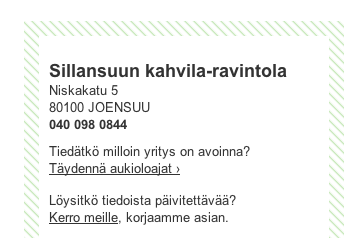 Sillansuun kahvila-ravintola
Niskakatu 5
80100 JOENSUU
040 098 0844
Tiedätkö milloin yritys on avoinna?
Täydennä aukioloajat ›
Löysitkö tiedoista päivitettävää?
Kerro meille, korjaamme asian.